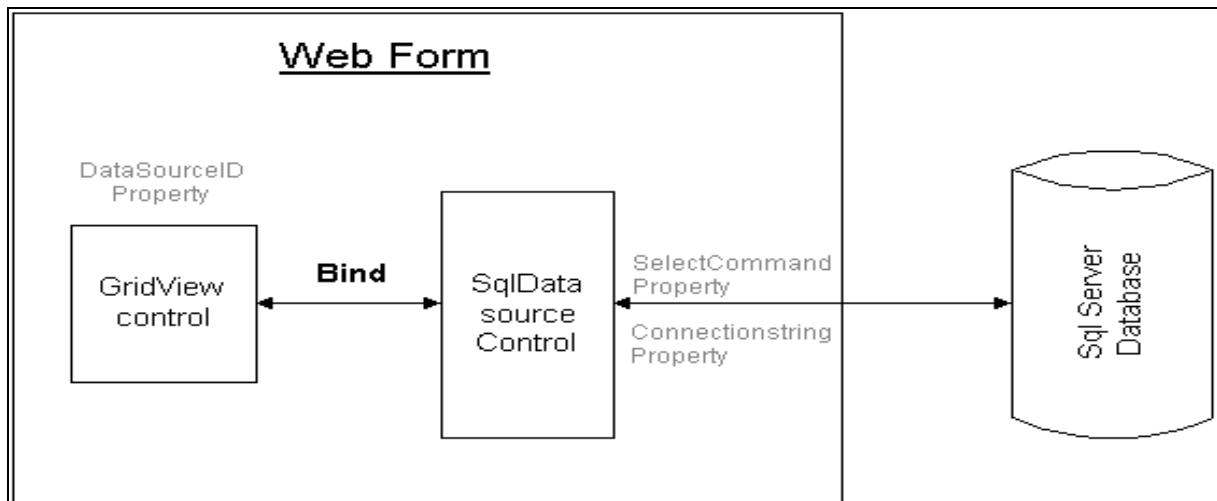 Web Form
DataSourceID
Property
GridView
control
Bind
SqlData
source
Control
SelectCommand
Property
Connectionstring
Property
Sql Server
Database